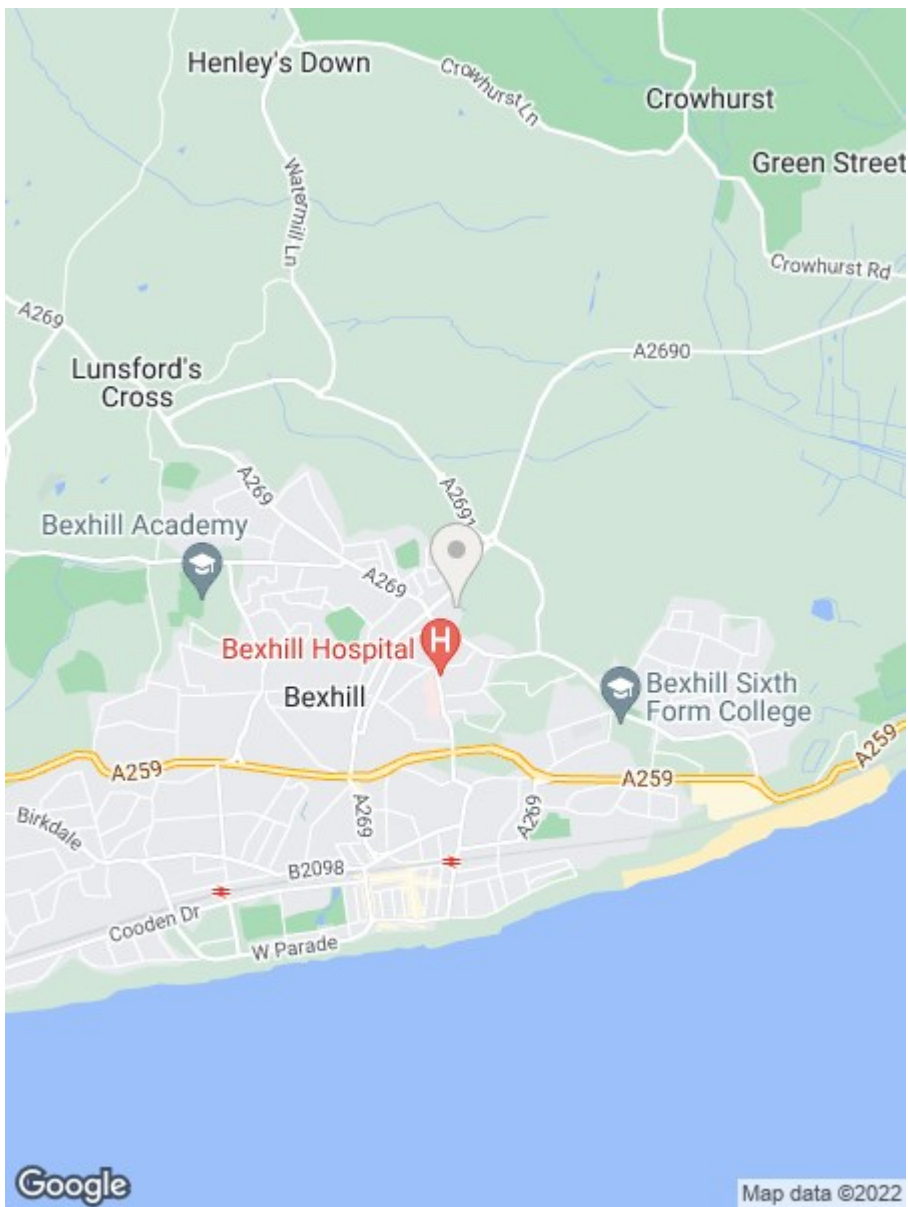 Henley's Down
Crowhurst Ln
Crowhurst
Green Street
Watermill Ln
Crowhurst Rd
A269
A2690
Lunsford's
Cross
A269
A2691
Bexhill Academy
A269
Bexhill Hospital
H
Bexhill
Bexhill Sixth
Form College
A259
A259
A259
Birkdale
A269
A269
B2098
Cooden Dr
W Parade
Google
Map data ©2022